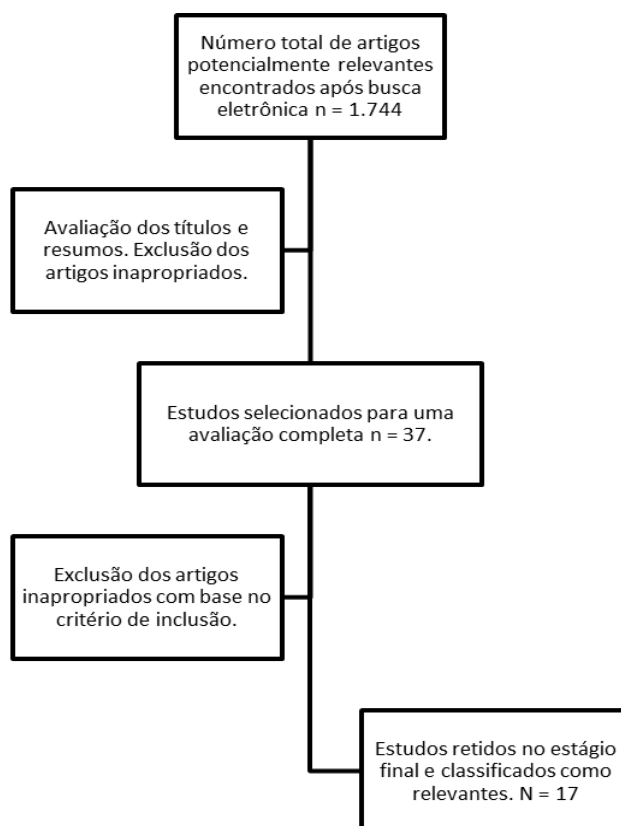 Número total de artigos
potencialmente relevantes
encontrados após busca
eletrônica n = 1.744
Avaliação dos títulos e
resumos. Exclusão dos
artigos inapropriados.
Estudos selecionados para uma
avaliação completa n = 37.
Exclusão dos artigos
inapropriados com base no
critério de inclusão.
Estudos retidos no estágio
final e classificados como
relevantes. N = 17